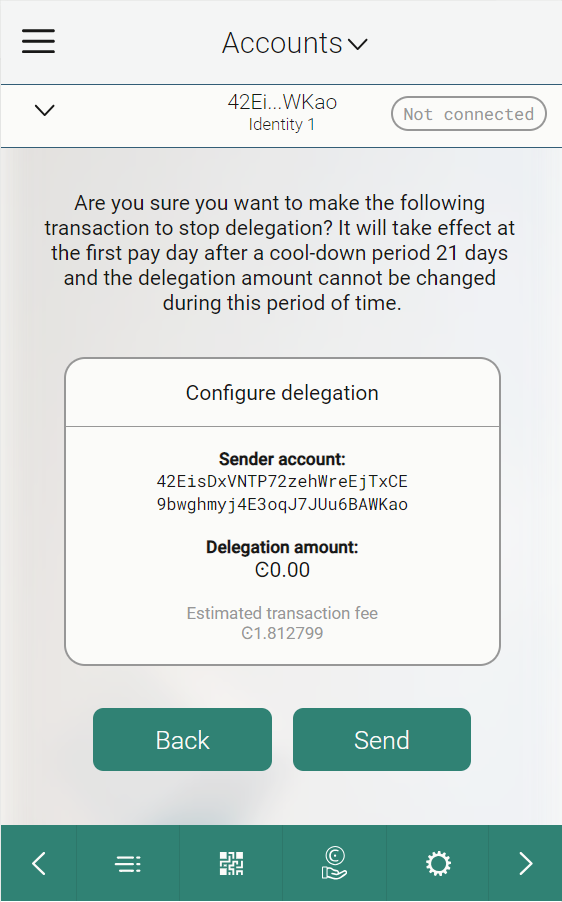 Accounts
42Ei...WKao
Identity 1
Not connected
Are you sure you want to make the following
transaction to stop delegation? It will take effect at
the first pay day after a cool-down period 21 days
and the delegation amount cannot be changed
during this period of time.
Configure delegation
Sender account:
42EisDxVNTP72zehWreEjTxCE
9bwghmyj4E3oqJ7JUu6BAWKao
Delegation amount:
Ͼ0.00
Estimated transaction fee
Ͼ1.812799
Back
Send